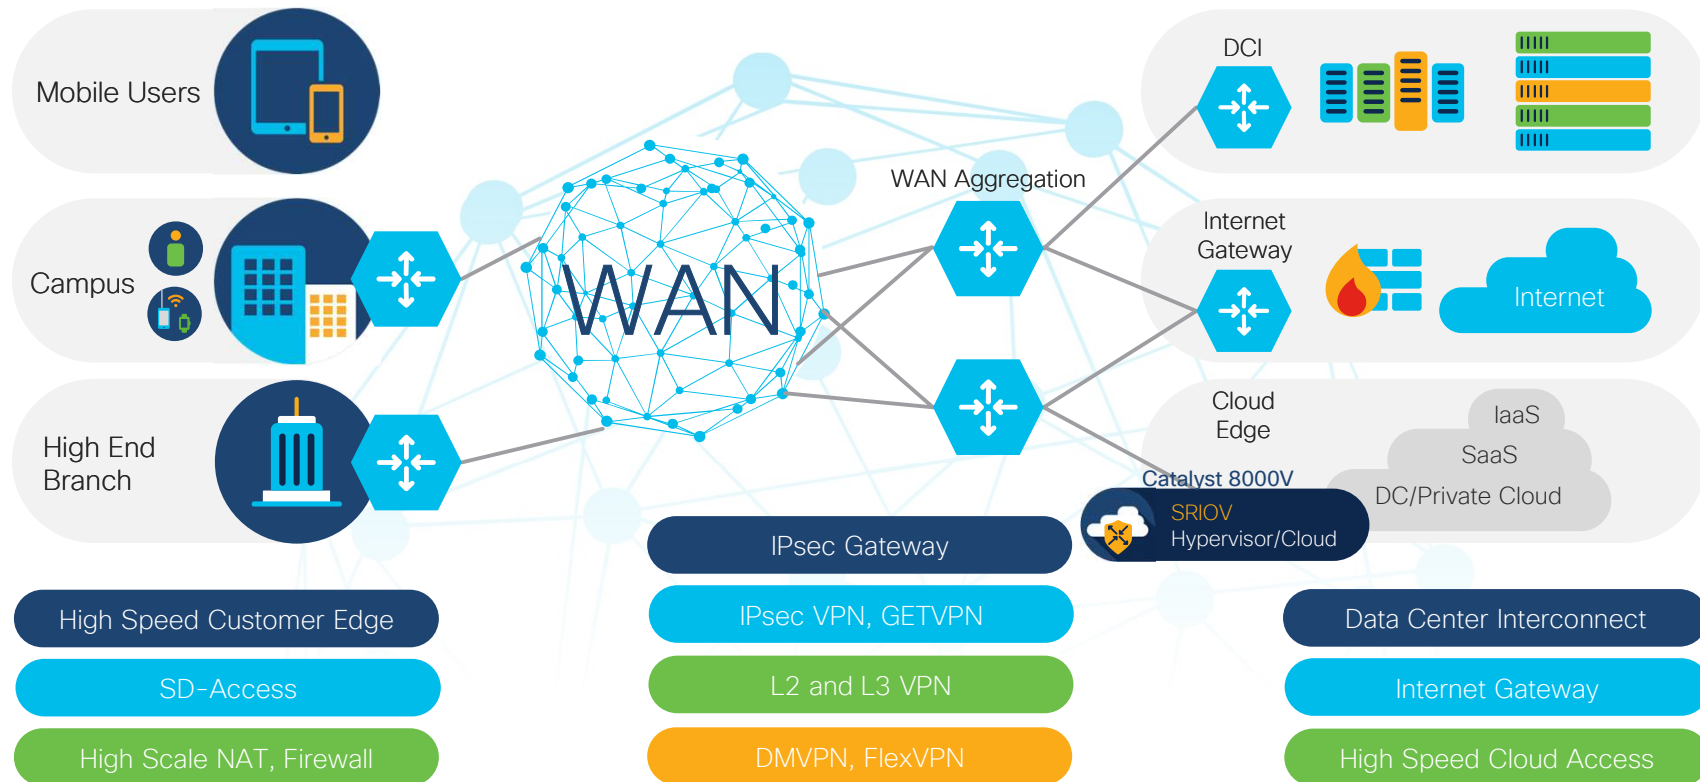 Mobile Users
Campus
High End
Branch
WAN
WAN Aggregation
DCI
Internet
Gateway
Internet
Cloud
Edge
IaaS
SaaS
DC/Private Cloud
Catalyst 8000V
SRIOV
Hypervisor/Cloud
High Speed Customer Edge
SD-Access
High Scale NAT, Firewall
IPsec Gateway
IPsec VPN, GETVPN
L2 and L3 VPN
DMVPN, FlexVPN
Data Center Interconnect
Internet Gateway
High Speed Cloud Access